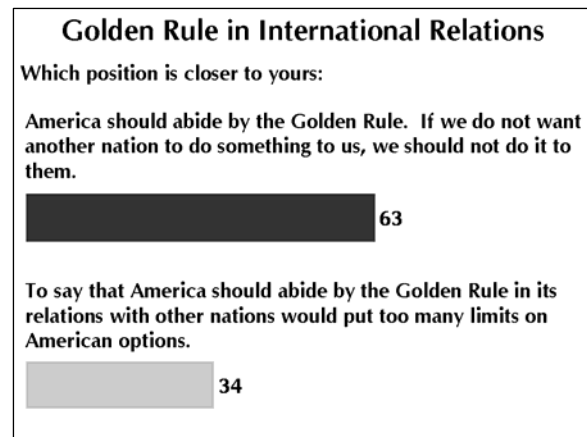 Golden Rule in International Relations
Which position is closer to yours:
America should abide by the Golden Rule.  If we do not want
another nation to do something to us, we should not do it to
them.
63
To say that America should abide by the Golden Rule in its
relations with other nations would put too many limits on
American options.
34